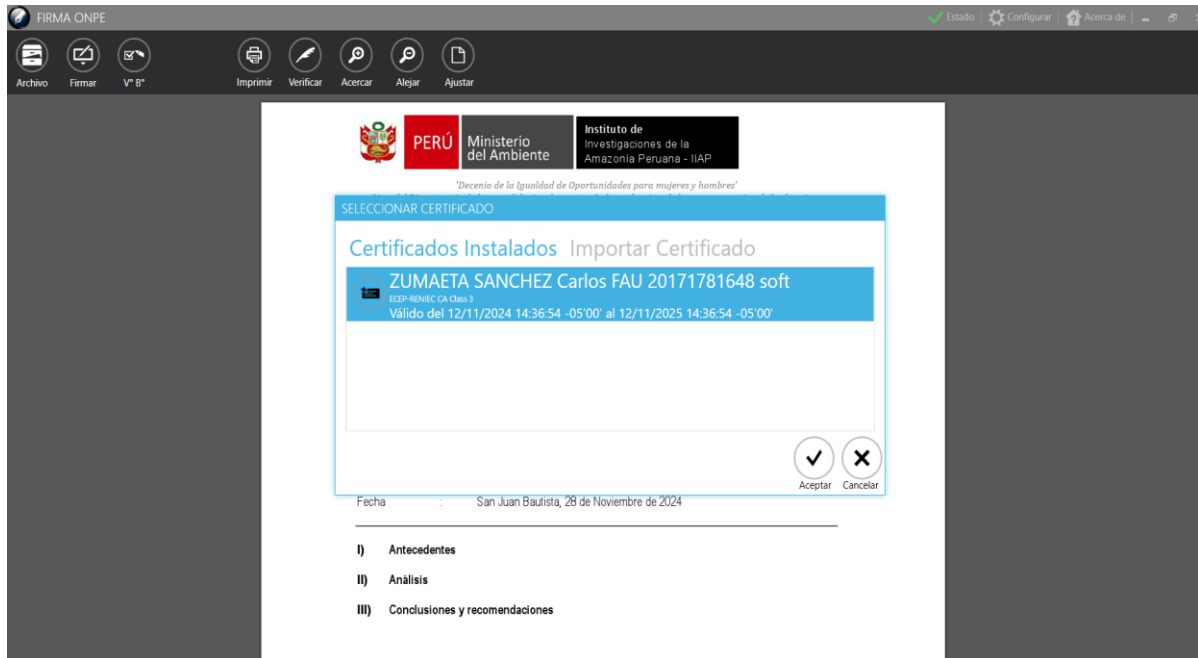 FIRMA ONPE
Estado | Configurar | Acerca de |
Archivo Firmar V° B° Imprimir Verificar Acercar Alejar Ajustar
PERÚ
Ministerio
del Ambiente
Instituto de
Investigaciones de la
Amazonía Peruana - IIAP
"Decenio de la Igualdad de Oportunidades para mujeres y hombres"
SELECCIONAR CERTIFICADO
Certificados Instalados Importar Certificado
ZUMAETA SANCHEZ Carlos FAU 20171781648 soft
ECEP-RENIEC CA Class 3
Válido del 12/11/2024 14:36:54 -05'00' al 12/11/2025 14:36:54 -05'00'
Aceptar Cancelar
Fecha : San Juan Bautista, 28 de Noviembre de 2024
I) Antecedentes
II) Análisis
III) Conclusiones y recomendaciones